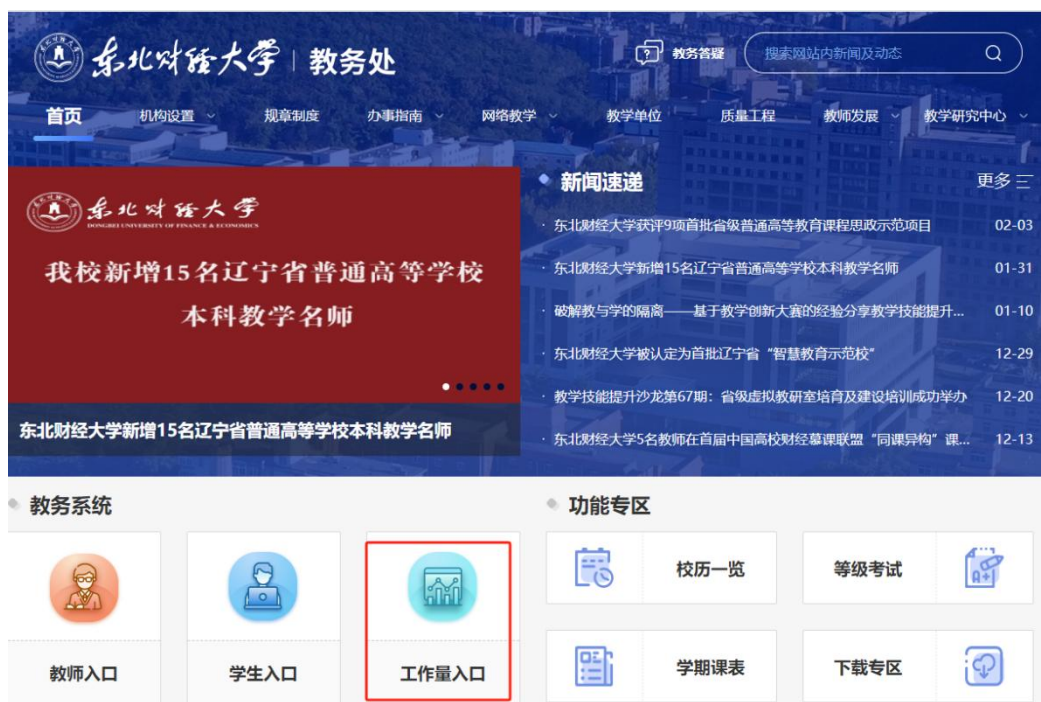 东北财经大学 教务处
教务答疑
搜索网站内新闻及动态
首页 机构设置 规章制度 办事指南 网络教学 教学单位 质量工程 教师发展 教学研究中心
东北财经大学
DONGBEI UNIVERSITY OF FINANCE & ECONOMICS
我校新增15名辽宁省普通高等学校
本科教学名师
东北财经大学新增15名辽宁省普通高等学校本科教学名师
新闻速递 更多
东北财经大学获评9项首批省级普通高等教育课程思政示范项目 02-03
东北财经大学新增15名辽宁省普通高等学校本科教学名师 01-31
破解教与学的隔离——基于教学创新大赛的经验分享教学技能提升... 01-10
东北财经大学被认定为首批辽宁省“智慧教育示范校” 12-29
教学技能提升沙龙第67期：省级虚拟教研室培育及建设培训成功举办 12-20
东北财经大学5名教师在首届中国高校财经慕课联盟“同课异构”课... 12-13
教务系统
教师入口 学生入口 工作量入口
功能专区
校历一览 等级考试 A+
学期课表 下载专区